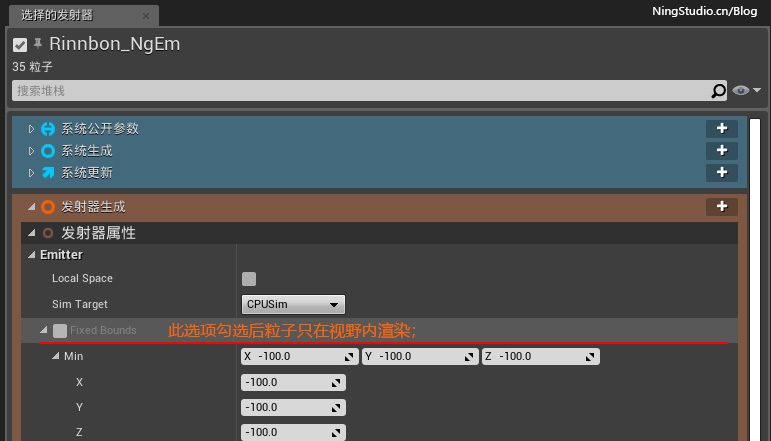 选择的发射器
NingStudio.cn/Blog
Rinnbon_NgEm
35 粒子
搜索堆栈
系统公开参数
系统生成
系统更新
发射器生成
发射器属性
Emitter
Local Space
Sim Target CPUSim
Fixed Bounds 此选项勾选后粒子只在视野内渲染;
Min X -100.0 Y -100.0 Z -100.0
X -100.0
Y -100.0
Z -100.0